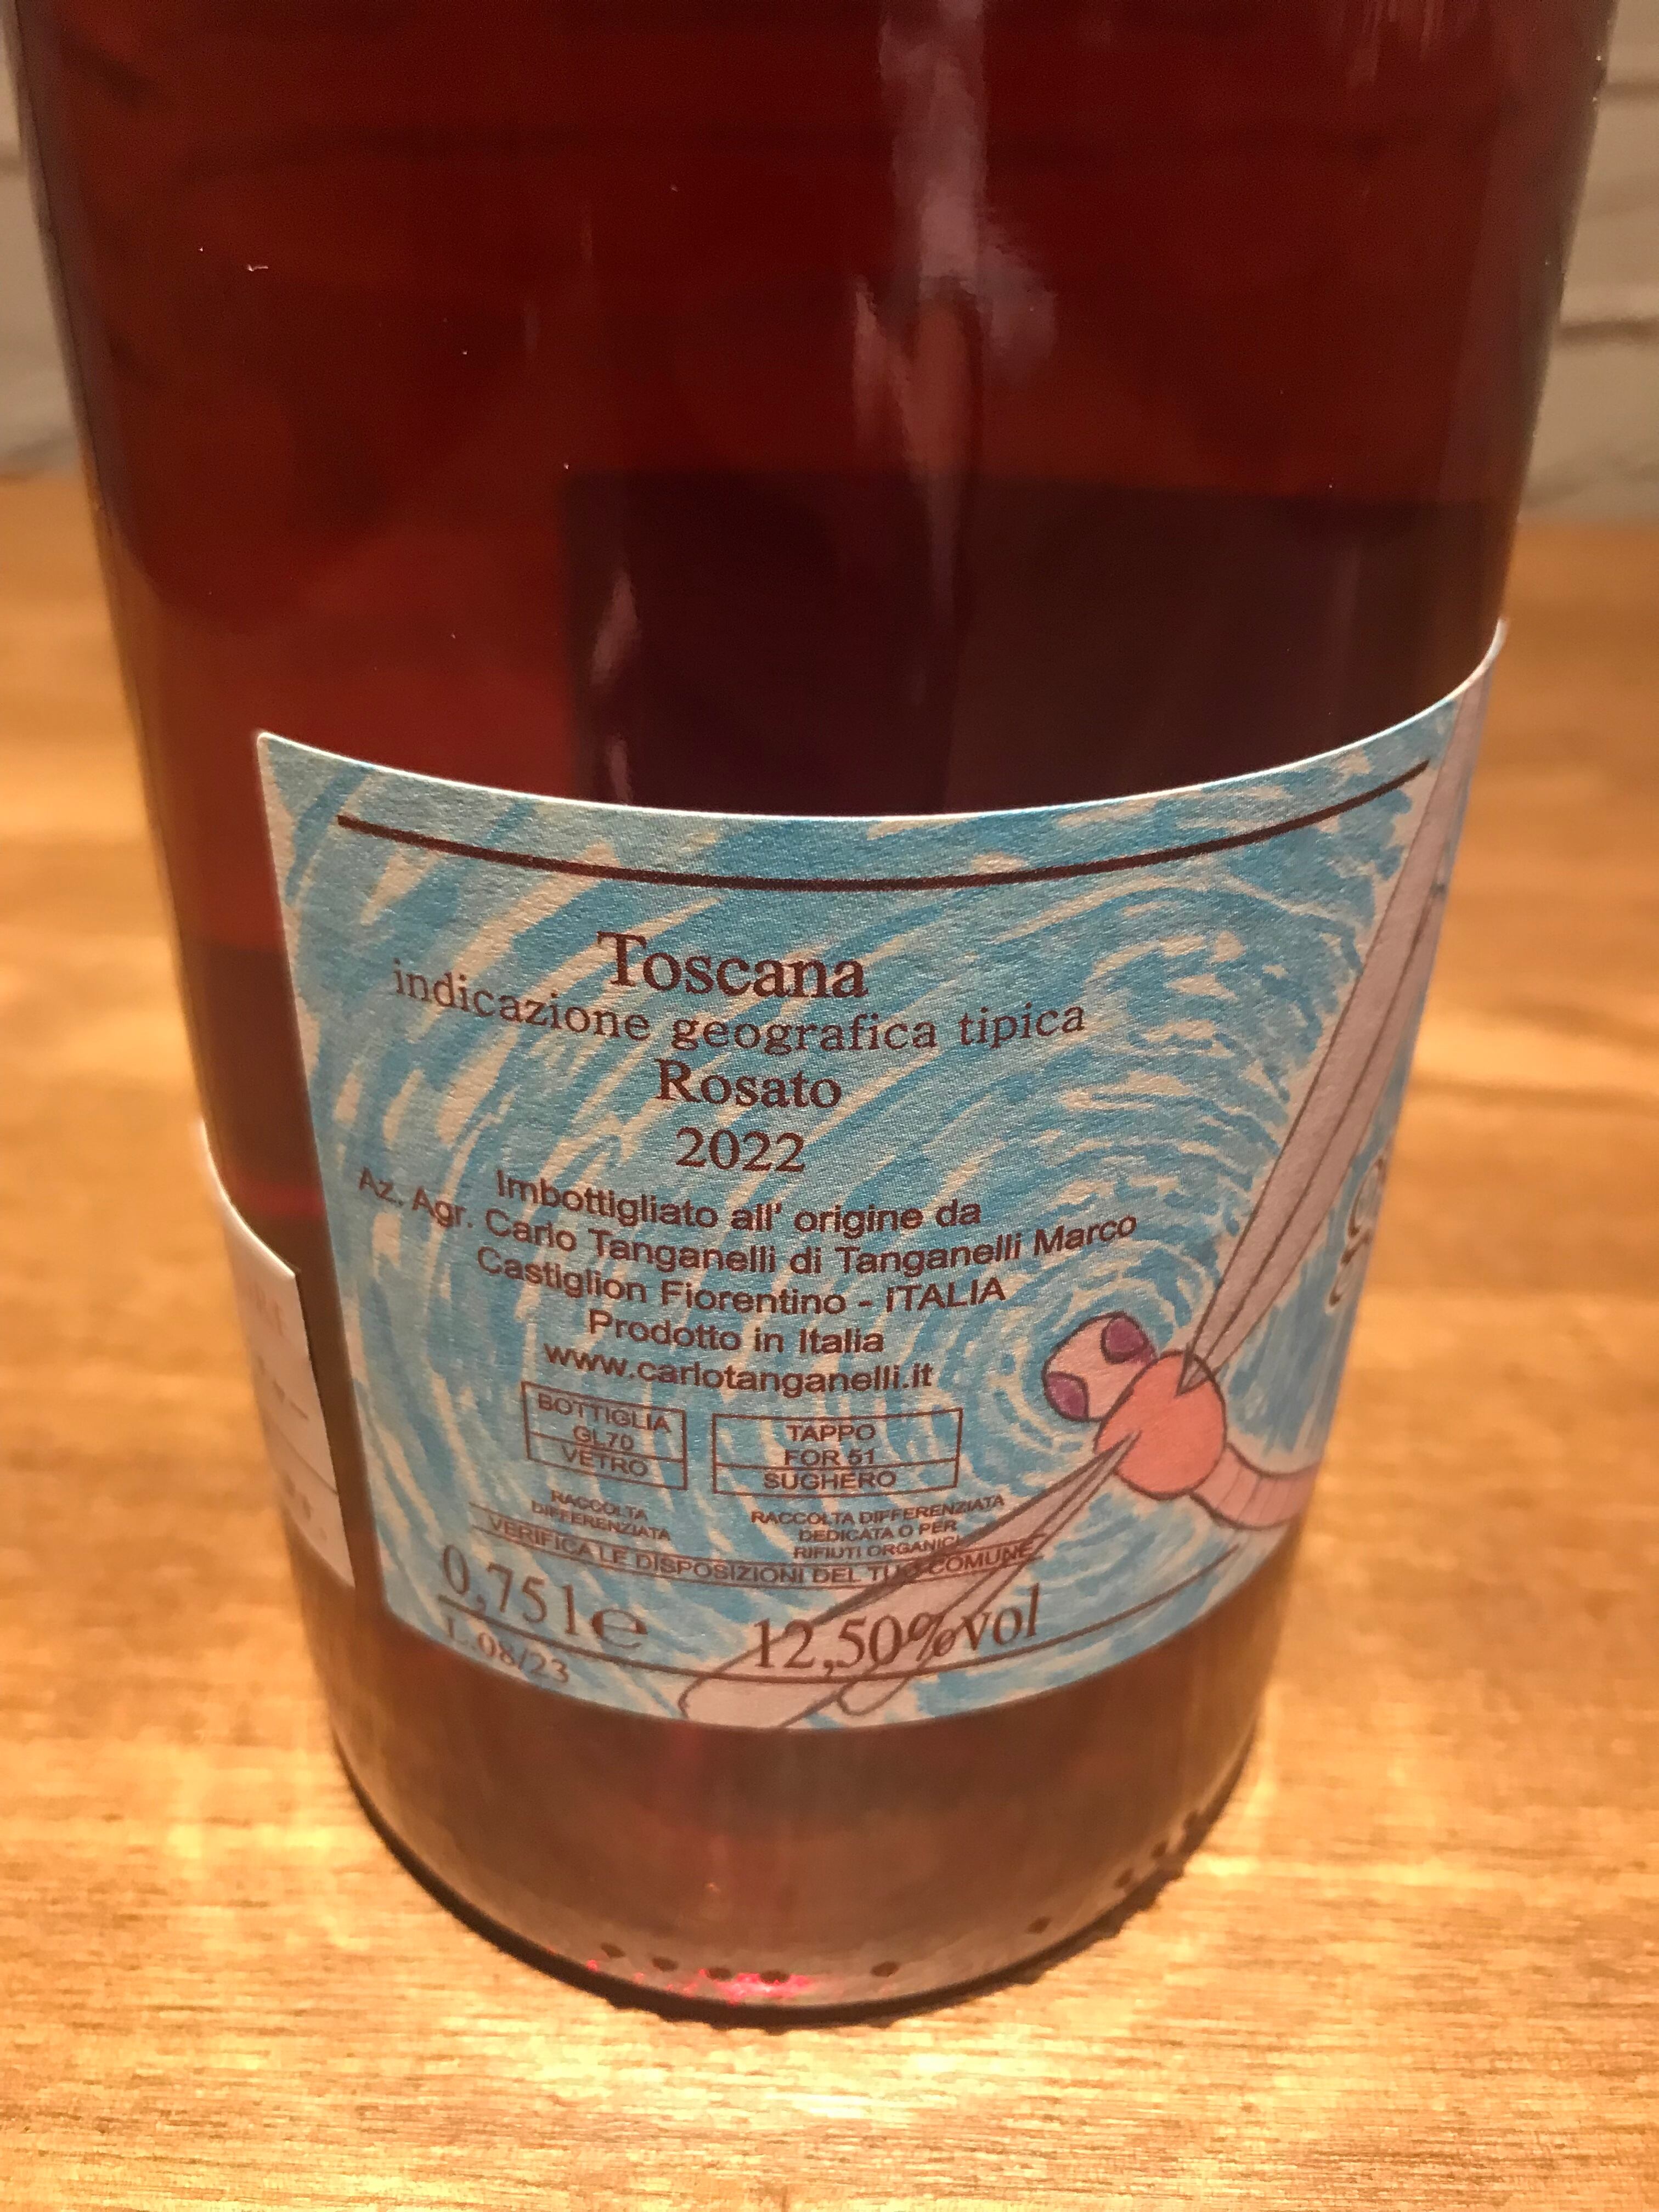 Toscana
indicazione geografica tipica
Rosato
2022
Imbottigliato all' origine da
Az. Agr. Carlo Tanganelli di Tanganelli Marco
Castiglion Fiorentino - ITALIA
Prodotto in Italia
www.carlotanganelli.it
BOTTIGLIA
GL70
VETRO
TAPPO
FOR 51
SUGHERO
RACCOLTA
DIFFERENZIATA
RACCOLTA DIFFERENZIATA
DEDICATA O PER
RIFIUTI ORGANICI
VERIFICA LE DISPOSIZIONI DEL TUO COMUNE
0,75l e 12,50%vol
L.08/23